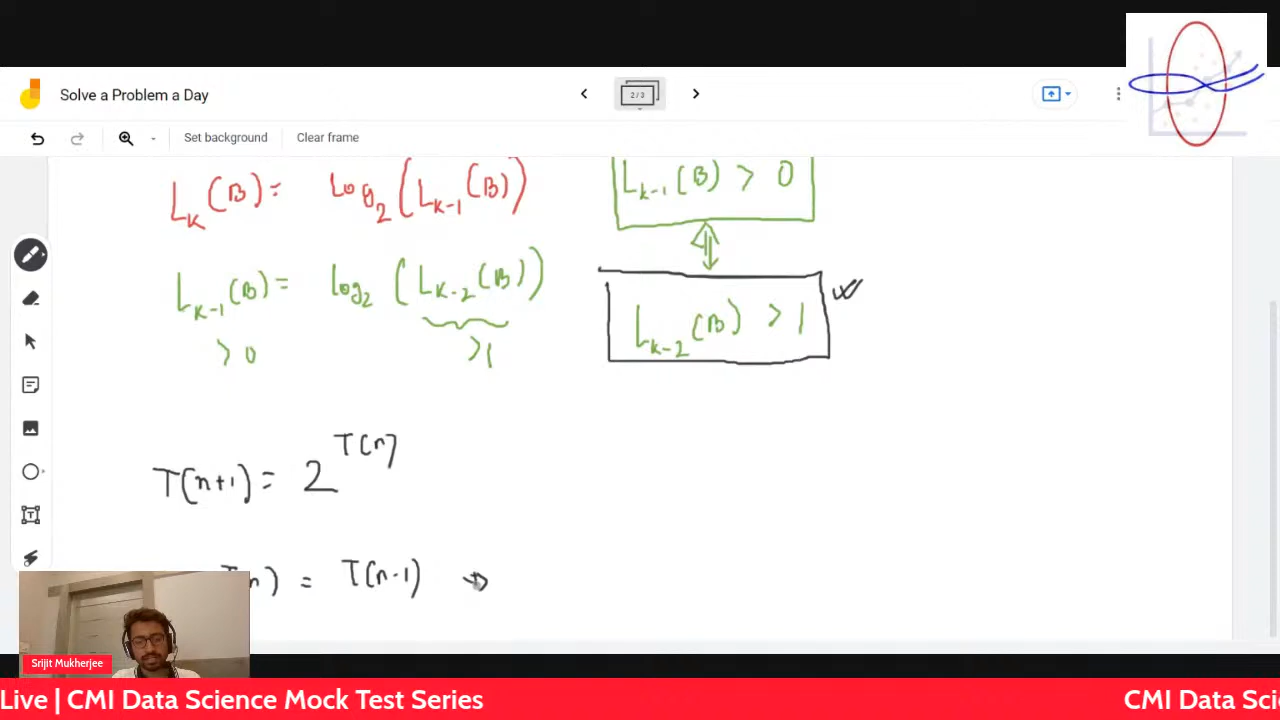 Solve a Problem a Day
2 / 3
Set background
Clear frame
L_k (B) = log_2 (L_{k-1} (B))
L_{k-1} (B) > 0
L_{k-1} (B) = log_2 (L_{k-2} (B))
> 0
>1
L_{k-2} (B) > 1
T(n+1) = 2^{T(n)}
n) = T(n-1) ⇒
Srijit Mukherjee
Live | CMI Data Science Mock Test Series
CMI Data Sci